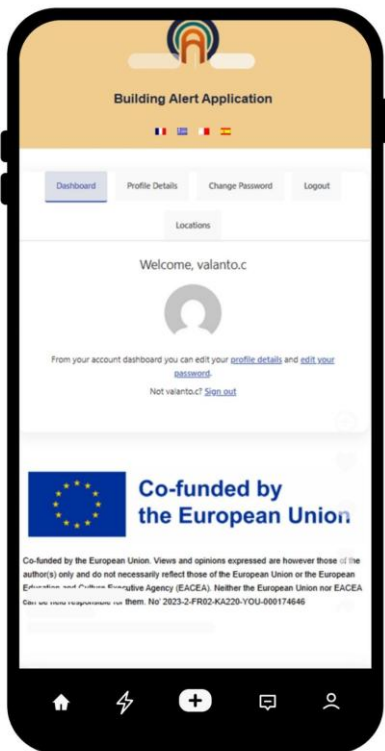 Building Alert Application
Dashboard
Profile Details
Change Password
Logout
Locations
Welcome, valanto.c
From your account dashboard you can edit your profile details and edit your
password.
Not valanto.c? Sign out
Co-funded by
the European Union
Co-funded by the European Union. Views and opinions expressed are however those of the
author(s) only and do not necessarily reflect those of the European Union or the European
Education and Culture Executive Agency (EACEA). Neither the European Union nor EACEA
can be held responsible for them. No' 2023-2-FR02-KA220-YOU-000174646